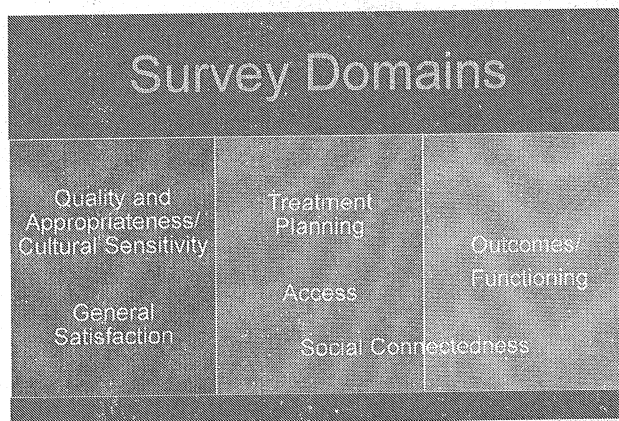 Survey Domains
Quality and
Appropriateness/
Cultural Sensitivity
General
Satisfaction
Treatment
Planning
Access
Social Connectedness
Outcomes/
Functioning